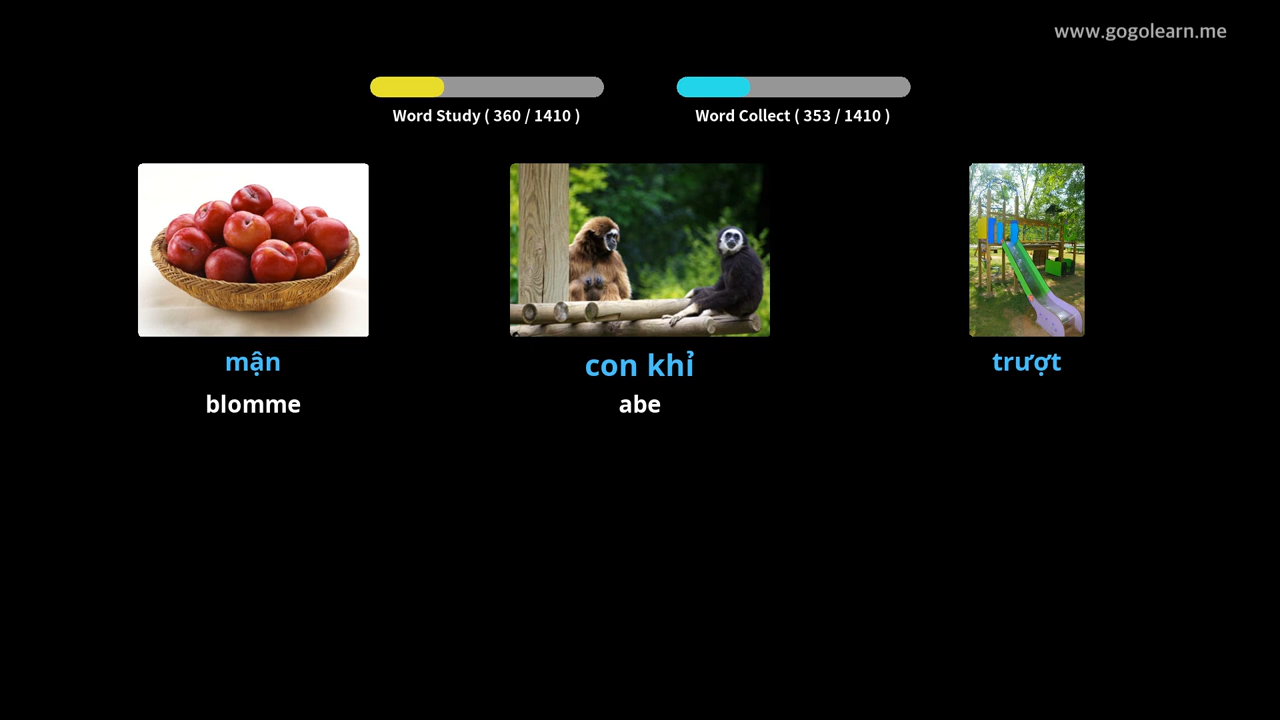 www.gogolearn.me
Word Study ( 360 / 1410 )
Word Collect ( 353 / 1410 )
mận
con khỉ
trượt
blomme
abe